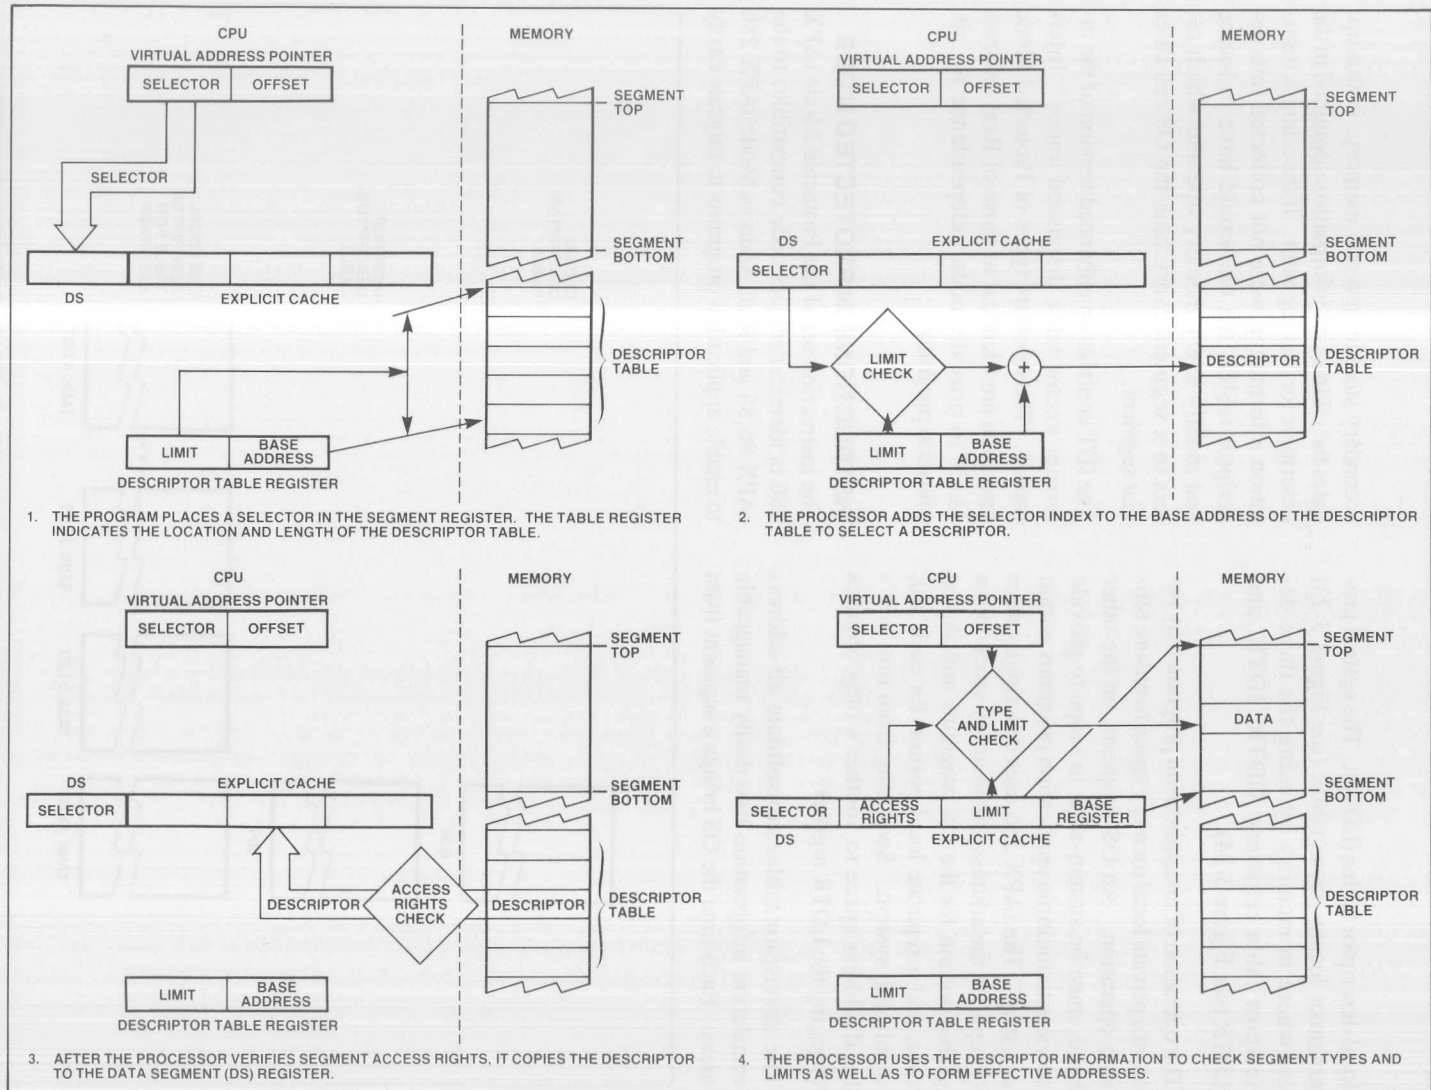 CPU
MEMORY
VIRTUAL ADDRESS POINTER
SELECTOR
OFFSET
SEGMENT
TOP
SELECTOR
SEGMENT
BOTTOM
DS
EXPLICIT CACHE
DESCRIPTOR
TABLE
LIMIT
BASE
ADDRESS
DESCRIPTOR TABLE REGISTER
1. THE PROGRAM PLACES A SELECTOR IN THE SEGMENT REGISTER. THE TABLE REGISTER
INDICATES THE LOCATION AND LENGTH OF THE DESCRIPTOR TABLE.
CPU
MEMORY
VIRTUAL ADDRESS POINTER
SELECTOR
OFFSET
SEGMENT
TOP
DS
EXPLICIT CACHE
SEGMENT
BOTTOM
SELECTOR
LIMIT
CHECK
+
DESCRIPTOR
DESCRIPTOR
TABLE
LIMIT
BASE
ADDRESS
DESCRIPTOR TABLE REGISTER
2. THE PROCESSOR ADDS THE SELECTOR INDEX TO THE BASE ADDRESS OF THE DESCRIPTOR
TABLE TO SELECT A DESCRIPTOR.
CPU
MEMORY
VIRTUAL ADDRESS POINTER
SELECTOR
OFFSET
SEGMENT
TOP
DS
EXPLICIT CACHE
SEGMENT
BOTTOM
SELECTOR
DESCRIPTOR
ACCESS
RIGHTS
CHECK
DESCRIPTOR
DESCRIPTOR
TABLE
LIMIT
BASE
ADDRESS
DESCRIPTOR TABLE REGISTER
3. AFTER THE PROCESSOR VERIFIES SEGMENT ACCESS RIGHTS, IT COPIES THE DESCRIPTOR
TO THE DATA SEGMENT (DS) REGISTER.
CPU
MEMORY
VIRTUAL ADDRESS POINTER
SELECTOR
OFFSET
SEGMENT
TOP
TYPE
AND LIMIT
CHECK
DATA
SEGMENT
BOTTOM
SELECTOR
ACCESS
RIGHTS
LIMIT
BASE
REGISTER
DS
EXPLICIT CACHE
DESCRIPTOR
TABLE
LIMIT
BASE
ADDRESS
DESCRIPTOR TABLE REGISTER
4. THE PROCESSOR USES THE DESCRIPTOR INFORMATION TO CHECK SEGMENT TYPES AND
LIMITS AS WELL AS TO FORM EFFECTIVE ADDRESSES.